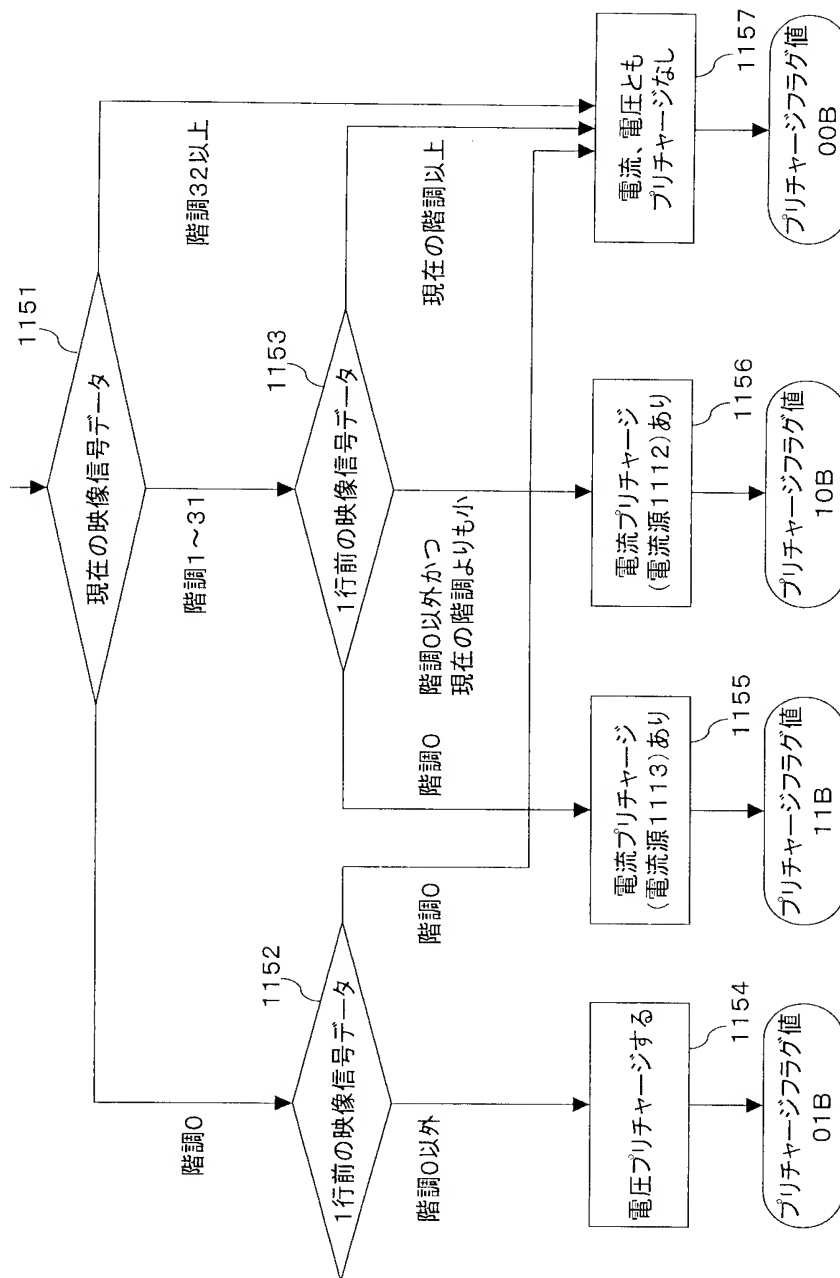 1151
現在の映像信号データ
階調0
階調1～31
階調32以上
1152
1行前の映像信号データ
1153
1行前の映像信号データ
階調0以外
階調0
階調0
階調0以外かつ
現在の階調よりも小
現在の階調以上
電圧プリチャージする
1154
電流プリチャージ
(電流源1113)あり
1155
電流プリチャージ
(電流源1112)あり
1156
電流、電圧とも
プリチャージなし
1157
プリチャージフラグ値
01B
プリチャージフラグ値
11B
プリチャージフラグ値
10B
プリチャージフラグ値
00B